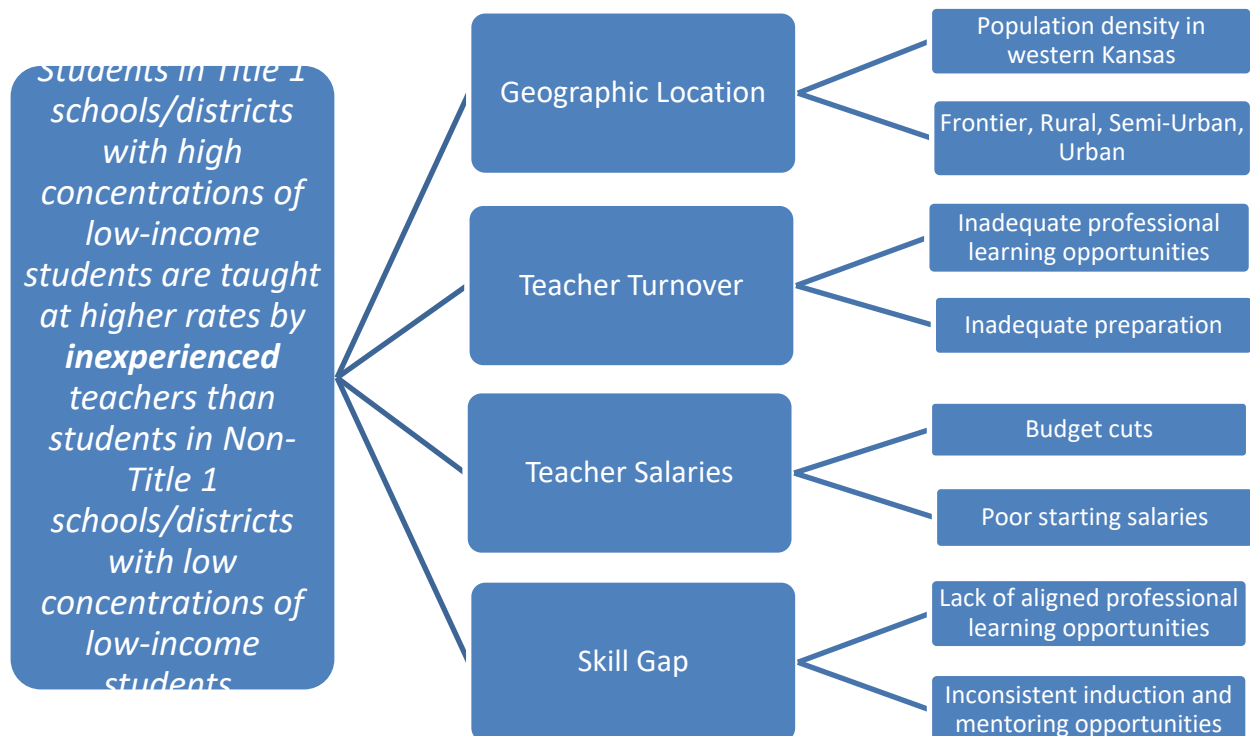 Students in Title 1
schools/districts
with high
concentrations of
low-income
students are taught
at higher rates by
inexperienced
teachers than
students in Non-
Title 1
schools/districts
with low
concentrations of
low-income
students
Geographic Location
Population density in
western Kansas
Frontier, Rural, Semi-Urban,
Urban
Teacher Turnover
Inadequate professional
learning opportunities
Inadequate preparation
Teacher Salaries
Budget cuts
Poor starting salaries
Skill Gap
Lack of aligned professional
learning opportunities
Inconsistent induction and
mentoring opportunities